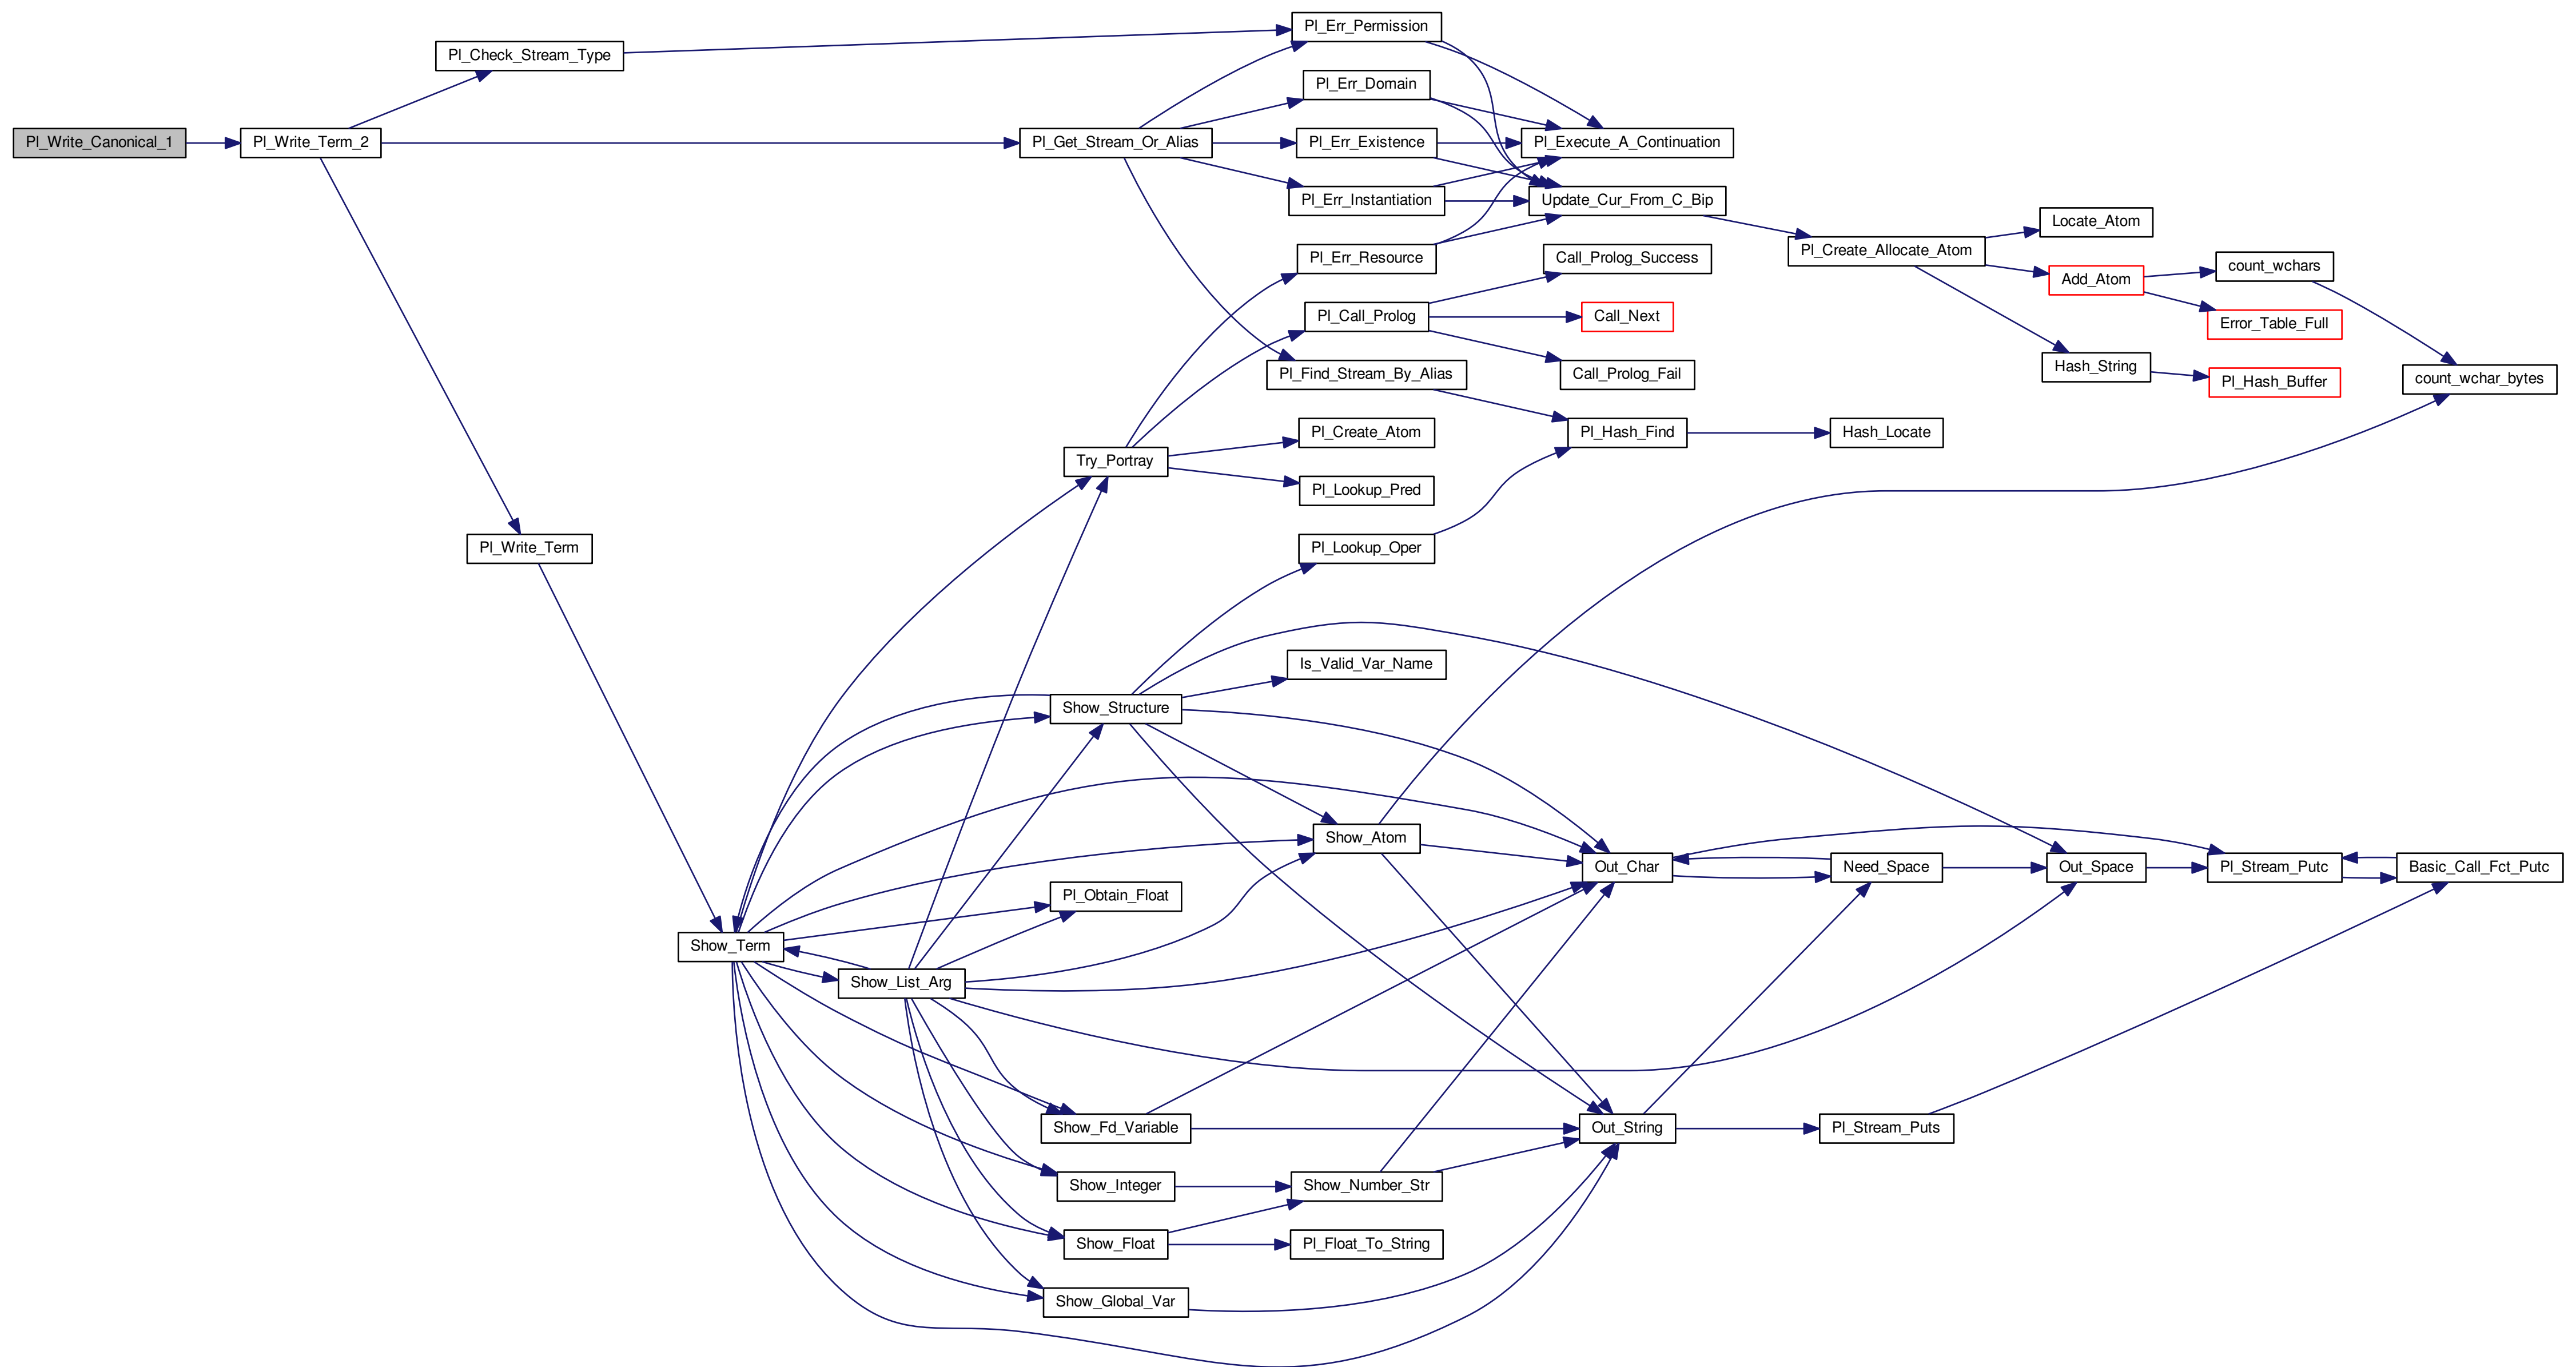 Pl_Write_Canonical_1
Pl_Write_Term_2
Pl_Check_Stream_Type
Pl_Write_Term
Show_Term
Show_List_Arg
Pl_Get_Stream_Or_Alias
Try_Portray
Show_Structure
Pl_Obtain_Float
Show_Fd_Variable
Show_Integer
Show_Float
Show_Global_Var
Pl_Err_Permission
Pl_Err_Domain
Pl_Err_Existence
Pl_Err_Instantiation
Pl_Err_Resource
Pl_Call_Prolog
Pl_Find_Stream_By_Alias
Pl_Create_Atom
Pl_Lookup_Pred
Pl_Lookup_Oper
Is_Valid_Var_Name
Show_Atom
Show_Number_Str
Pl_Float_To_String
Pl_Execute_A_Continuation
Update_Cur_From_C_Bip
Call_Prolog_Success
Call_Next
Call_Prolog_Fail
Pl_Hash_Find
Out_Char
Out_String
Pl_Create_Allocate_Atom
Hash_Locate
Need_Space
Pl_Stream_Puts
Locate_Atom
Add_Atom
Hash_String
Out_Space
count_wchars
Error_Table_Full
Pl_Hash_Buffer
Pl_Stream_Putc
count_wchar_bytes
Basic_Call_Fct_Putc